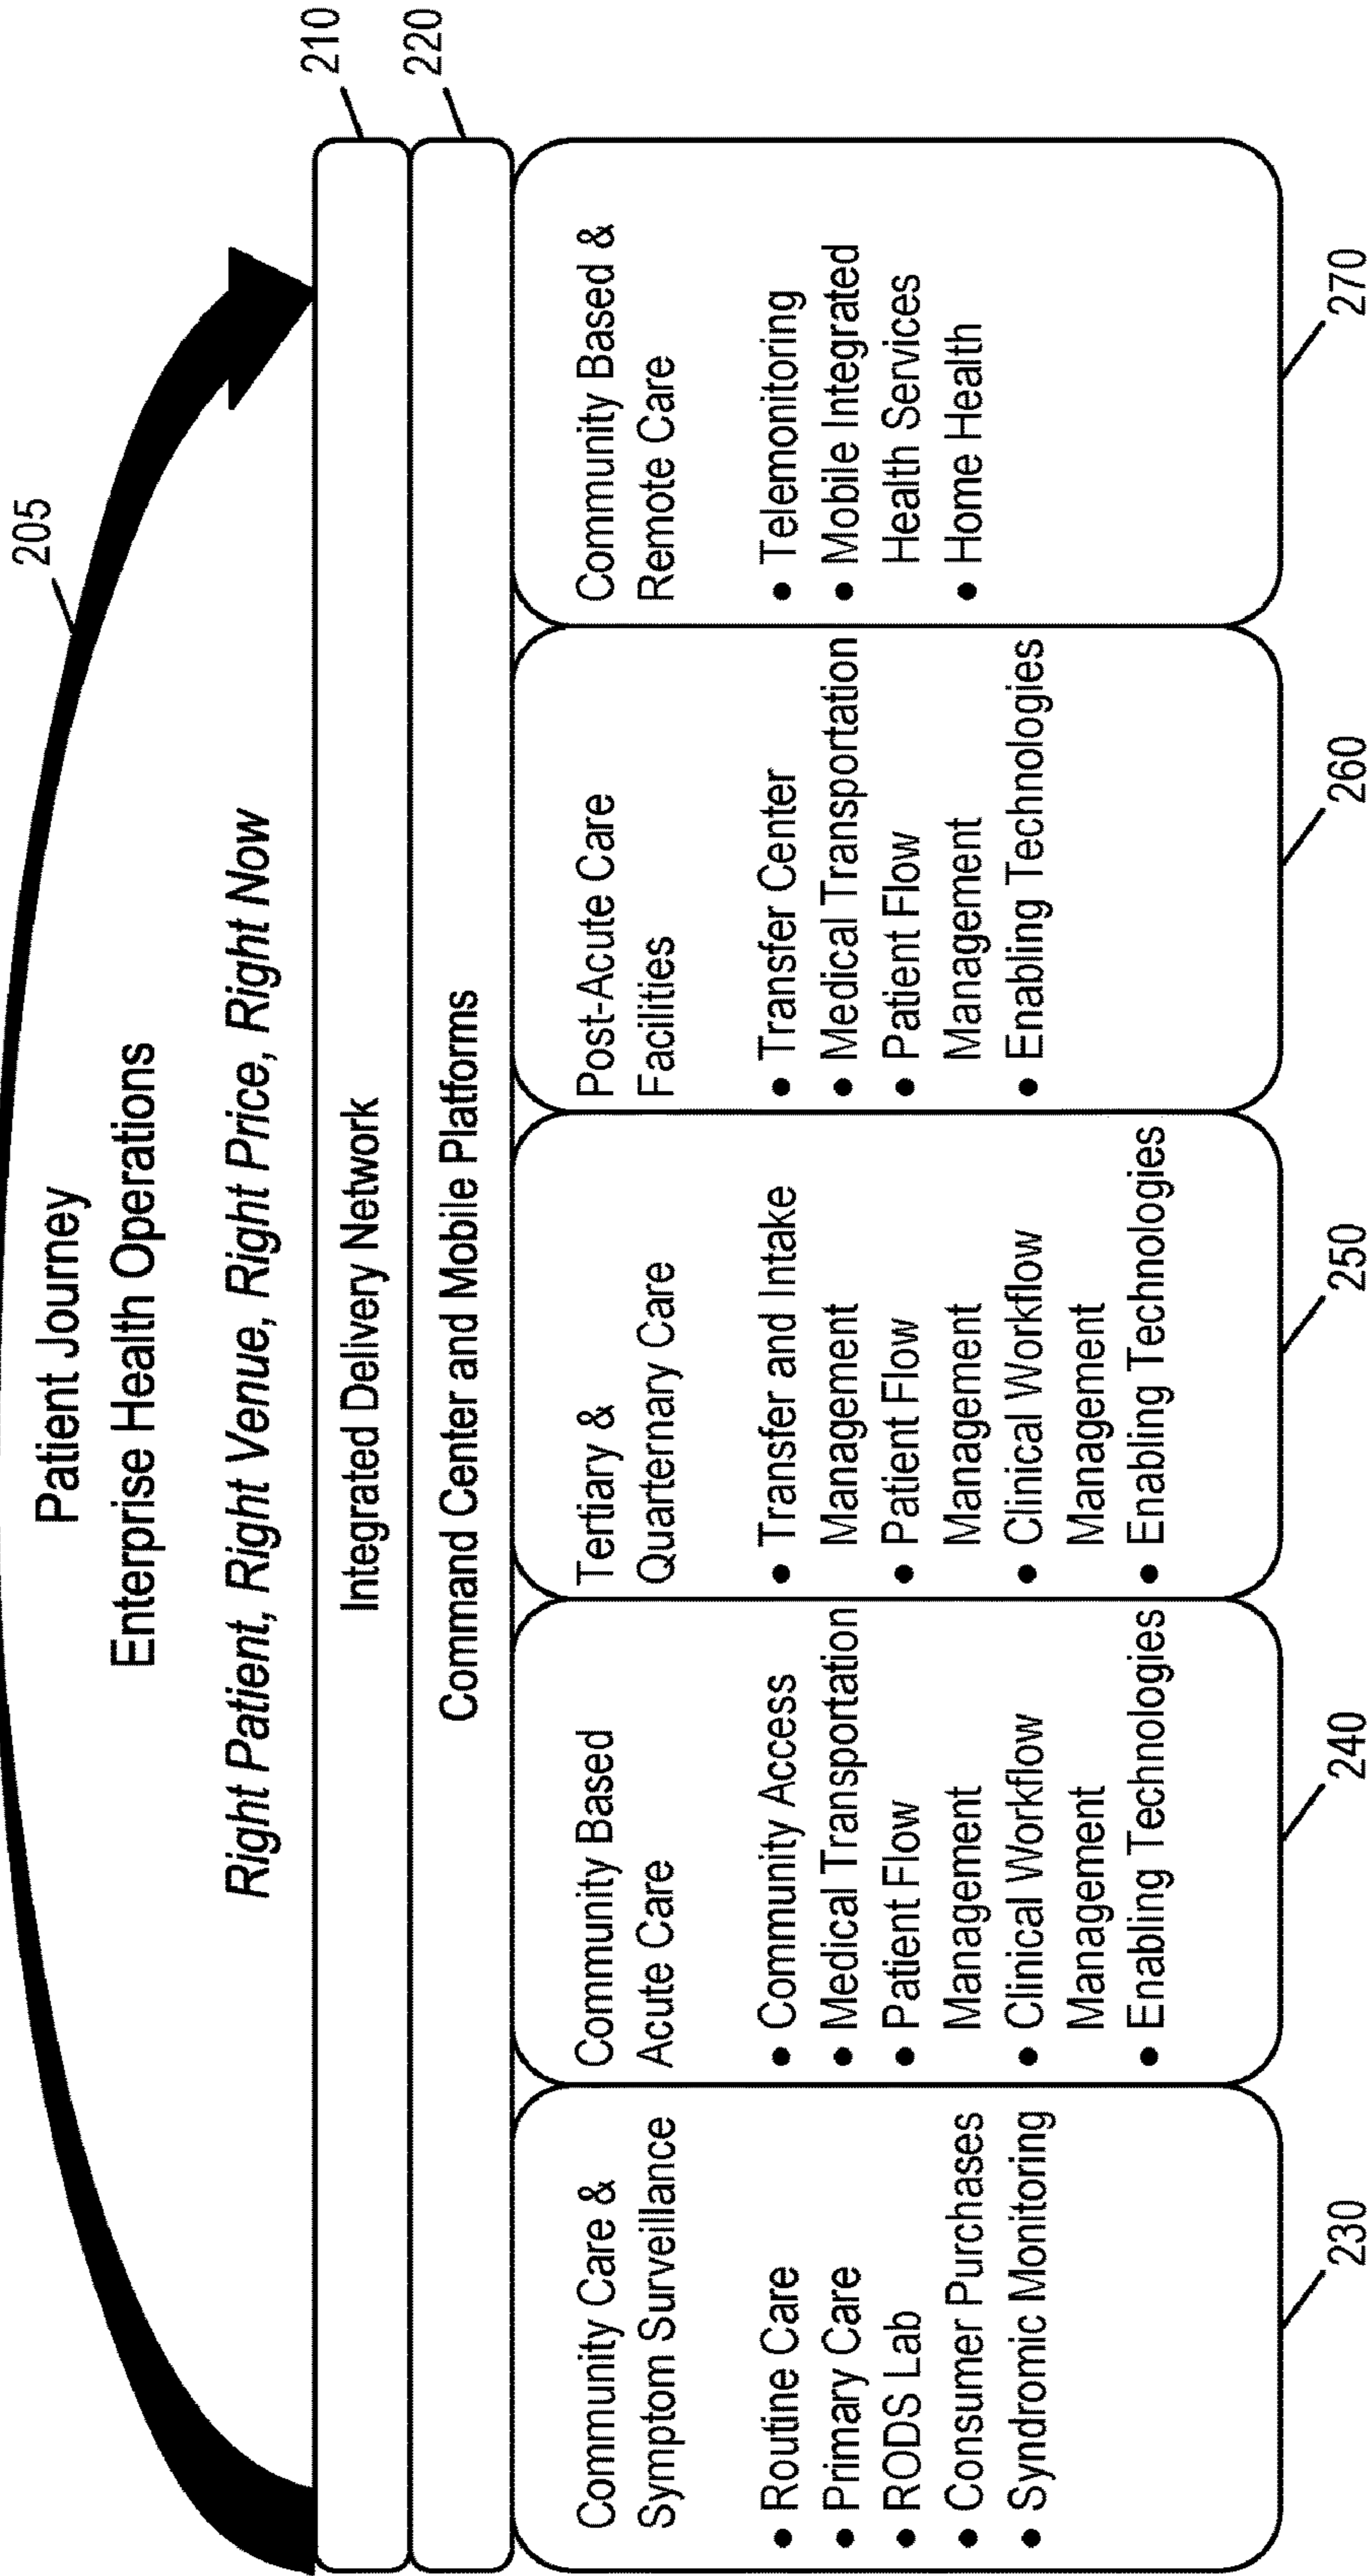 205
Patient Journey
Enterprise Health Operations
Right Patient, Right Venue, Right Price, Right Now
210
Integrated Delivery Network
220
Command Center and Mobile Platforms
Community Care &
Symptom Surveillance
• Routine Care
• Primary Care
• RODS Lab
• Consumer Purchases
• Syndromic Monitoring
230
Community Based
Acute Care
• Community Access
• Medical Transportation
• Patient Flow
Management
• Clinical Workflow
Management
• Enabling Technologies
240
Tertiary &
Quarternary Care
• Transfer and Intake
Management
• Patient Flow
Management
• Clinical Workflow
Management
• Enabling Technologies
250
Post-Acute Care
Facilities
• Transfer Center
• Medical Transportation
• Patient Flow
Management
• Enabling Technologies
260
Community Based &
Remote Care
• Telemonitoring
• Mobile Integrated
Health Services
• Home Health
270